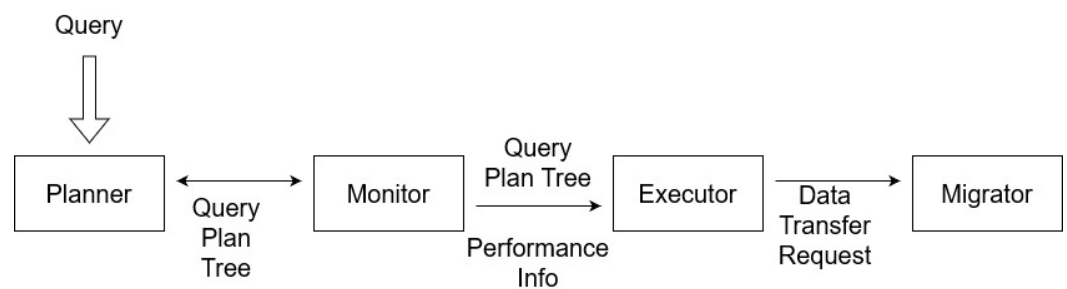 Query
Planner
Query
Plan
Tree
Monitor
Query
Plan Tree
Performance
Info
Executor
Data
Transfer
Request
Migrator